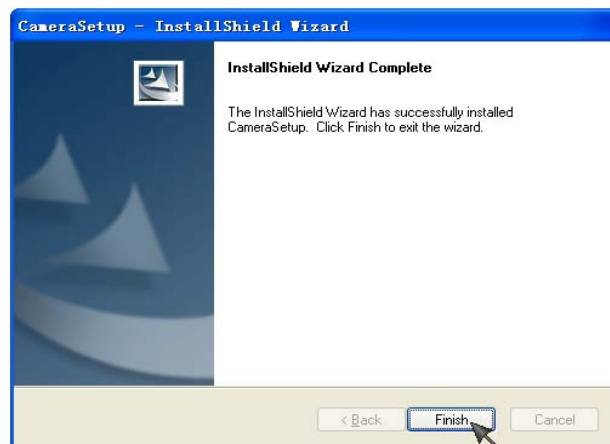 CameraSetup - InstallShield Wizard
InstallShield Wizard Complete
The InstallShield Wizard has successfully installed
CameraSetup. Click Finish to exit the wizard.
< Back
Finish
Cancel